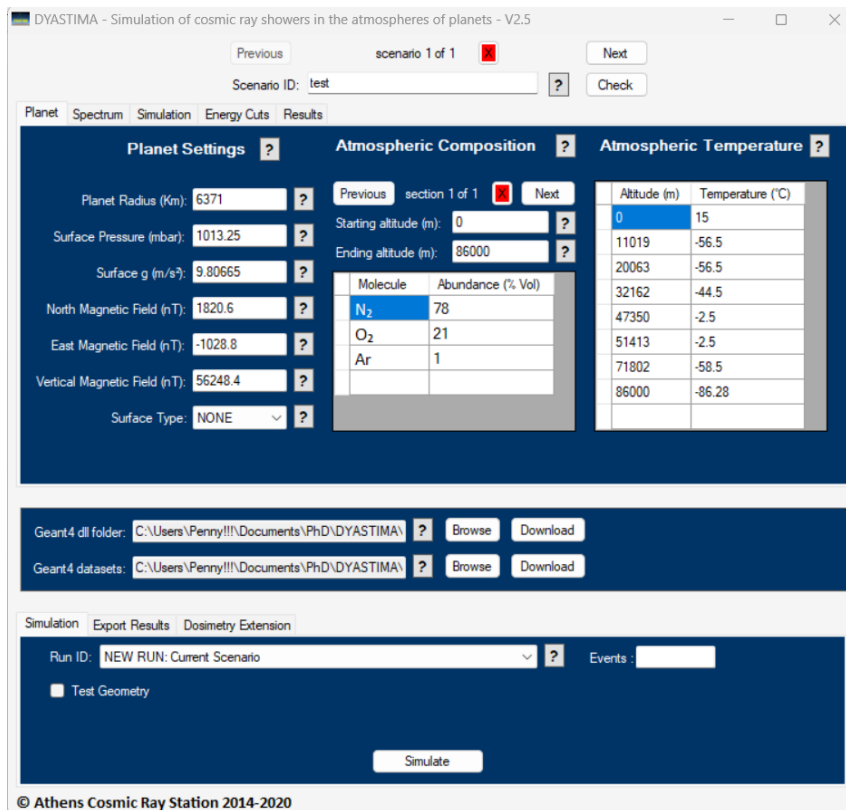 DYASTIMA - Simulation of cosmic ray showers in the atmospheres of planets - V2.5
Previous scenario 1 of 1 X Next
Scenario ID: test ? Check
Planet Spectrum Simulation Energy Cuts Results
Planet Settings ?
Planet Radius (Km): 6371 ?
Surface Pressure (mbar): 1013.25 ?
Surface g (m/s²): 9.80665 ?
North Magnetic Field (nT): 1820.6 ?
East Magnetic Field (nT): -1028.8 ?
Vertical Magnetic Field (nT): 56248.4 ?
Surface Type: NONE ?
Atmospheric Composition ?
Previous section 1 of 1 X Next
Starting altitude (m): 0 ?
Ending altitude (m): 86000 ?
Molecule Abundance (% Vol)
N₂ 78
O₂ 21
Ar 1
Atmospheric Temperature ?
Altitude (m) Temperature (°C)
0 15
11019 -56.5
20063 -56.5
32162 -44.5
47350 -2.5
51413 -2.5
71802 -58.5
86000 -86.28
Geant4 dll folder: C:\Users\Penny!!!\Documents\PhD\DYASTIMA\ ? Browse Download
Geant4 datasets: C:\Users\Penny!!!\Documents\PhD\DYASTIMA\ ? Browse Download
Simulation Export Results Dosimetry Extension
Run ID: NEW RUN: Current Scenario ? Events :
Test Geometry
Simulate
© Athens Cosmic Ray Station 2014-2020